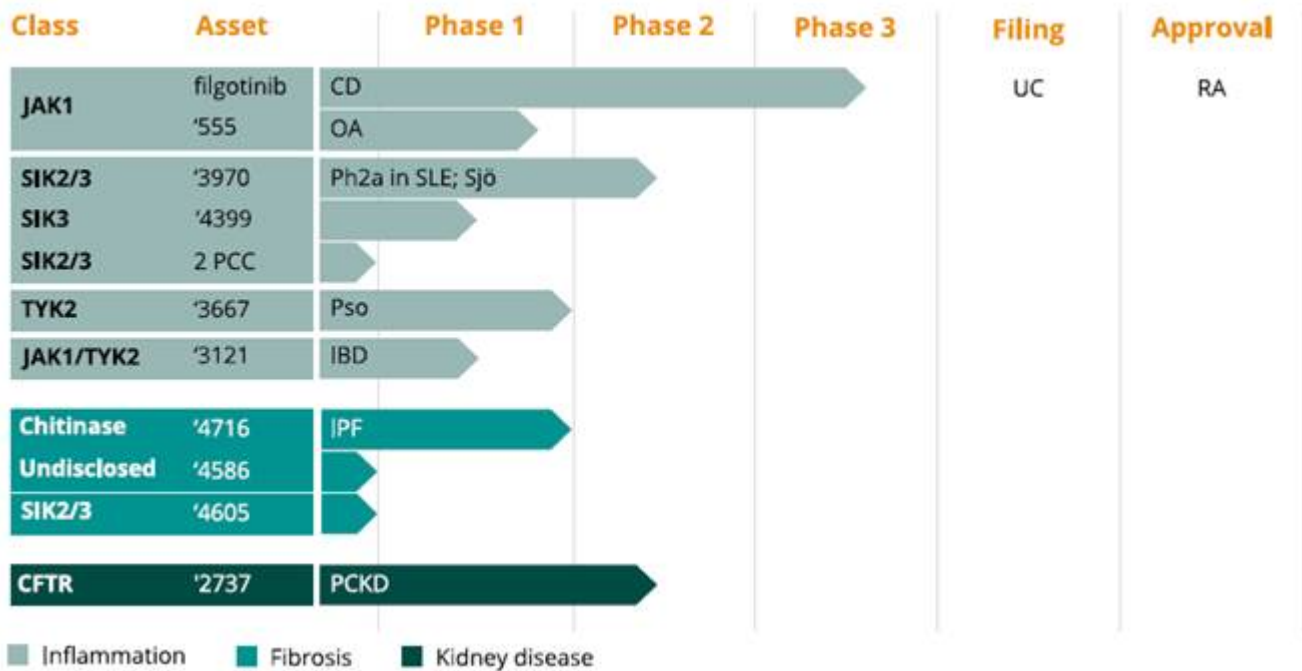 Class Asset Phase 1 Phase 2 Phase 3 Filing Approval
JAK1 filgotinib CD UC RA
'555 OA
SIK2/3 '3970 Ph2a in SLE; Sjö
SIK3 '4399
SIK2/3 2 PCC
TYK2 '3667 Pso
JAK1/TYK2 '3121 IBD
Chitinase '4716 IPF
Undisclosed '4586
SIK2/3 '4605
CFTR '2737 PCKD
Inflammation Fibrosis Kidney disease